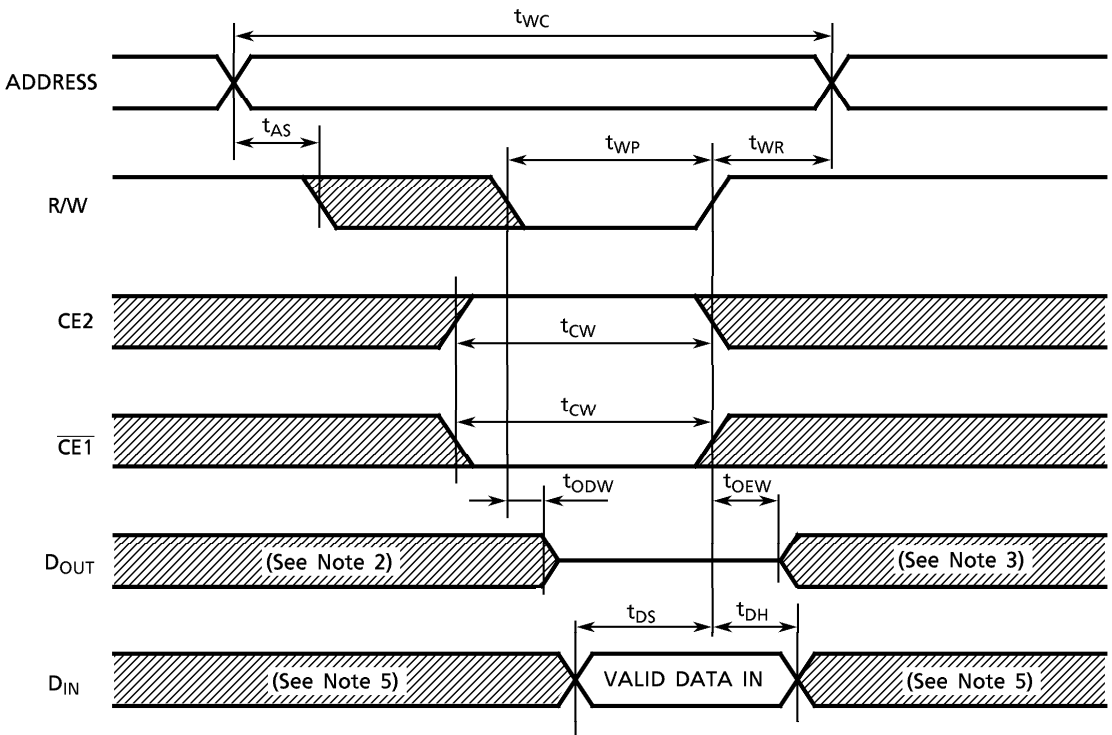 tWC
ADDRESS
tAS
tWP
tWR
R/W
CE2
tCW
tCW
C̅E̅1̅
tODW
tOEW
DOUT
(See Note 2)
(See Note 3)
tDS
tDH
DIN
(See Note 5)
VALID DATA IN
(See Note 5)